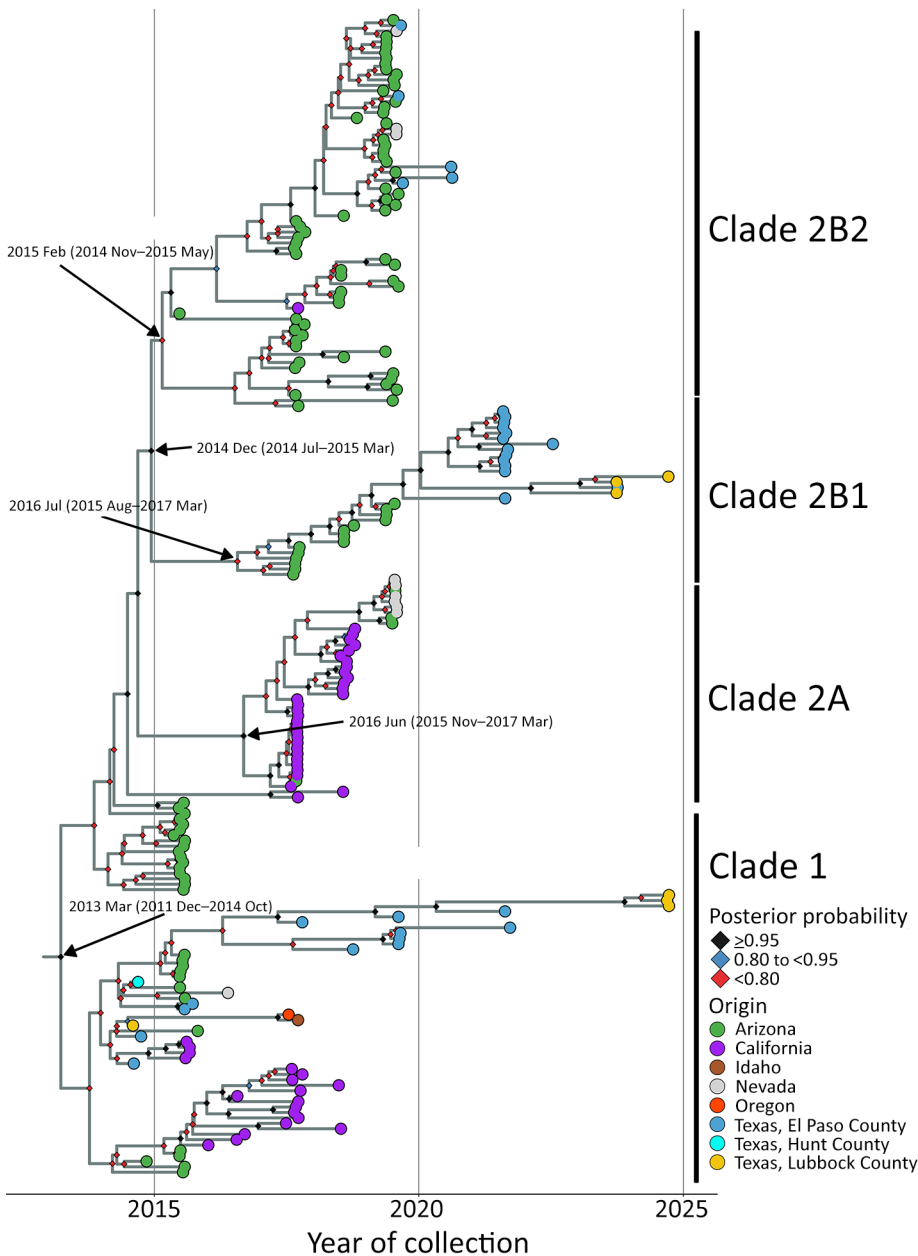 Clade 2B2
2015 Feb (2014 Nov–2015 May)
2014 Dec (2014 Jul–2015 Mar)
2016 Jul (2015 Aug–2017 Mar)
Clade 2B1
Clade 2A
2016 Jun (2015 Nov–2017 Mar)
Clade 1
2013 Mar (2011 Dec–2014 Oct)
Posterior probability
≥0.95
0.80 to <0.95
<0.80
Origin
Arizona
California
Idaho
Nevada
Oregon
Texas, El Paso County
Texas, Hunt County
Texas, Lubbock County
2015 2020 2025
Year of collection